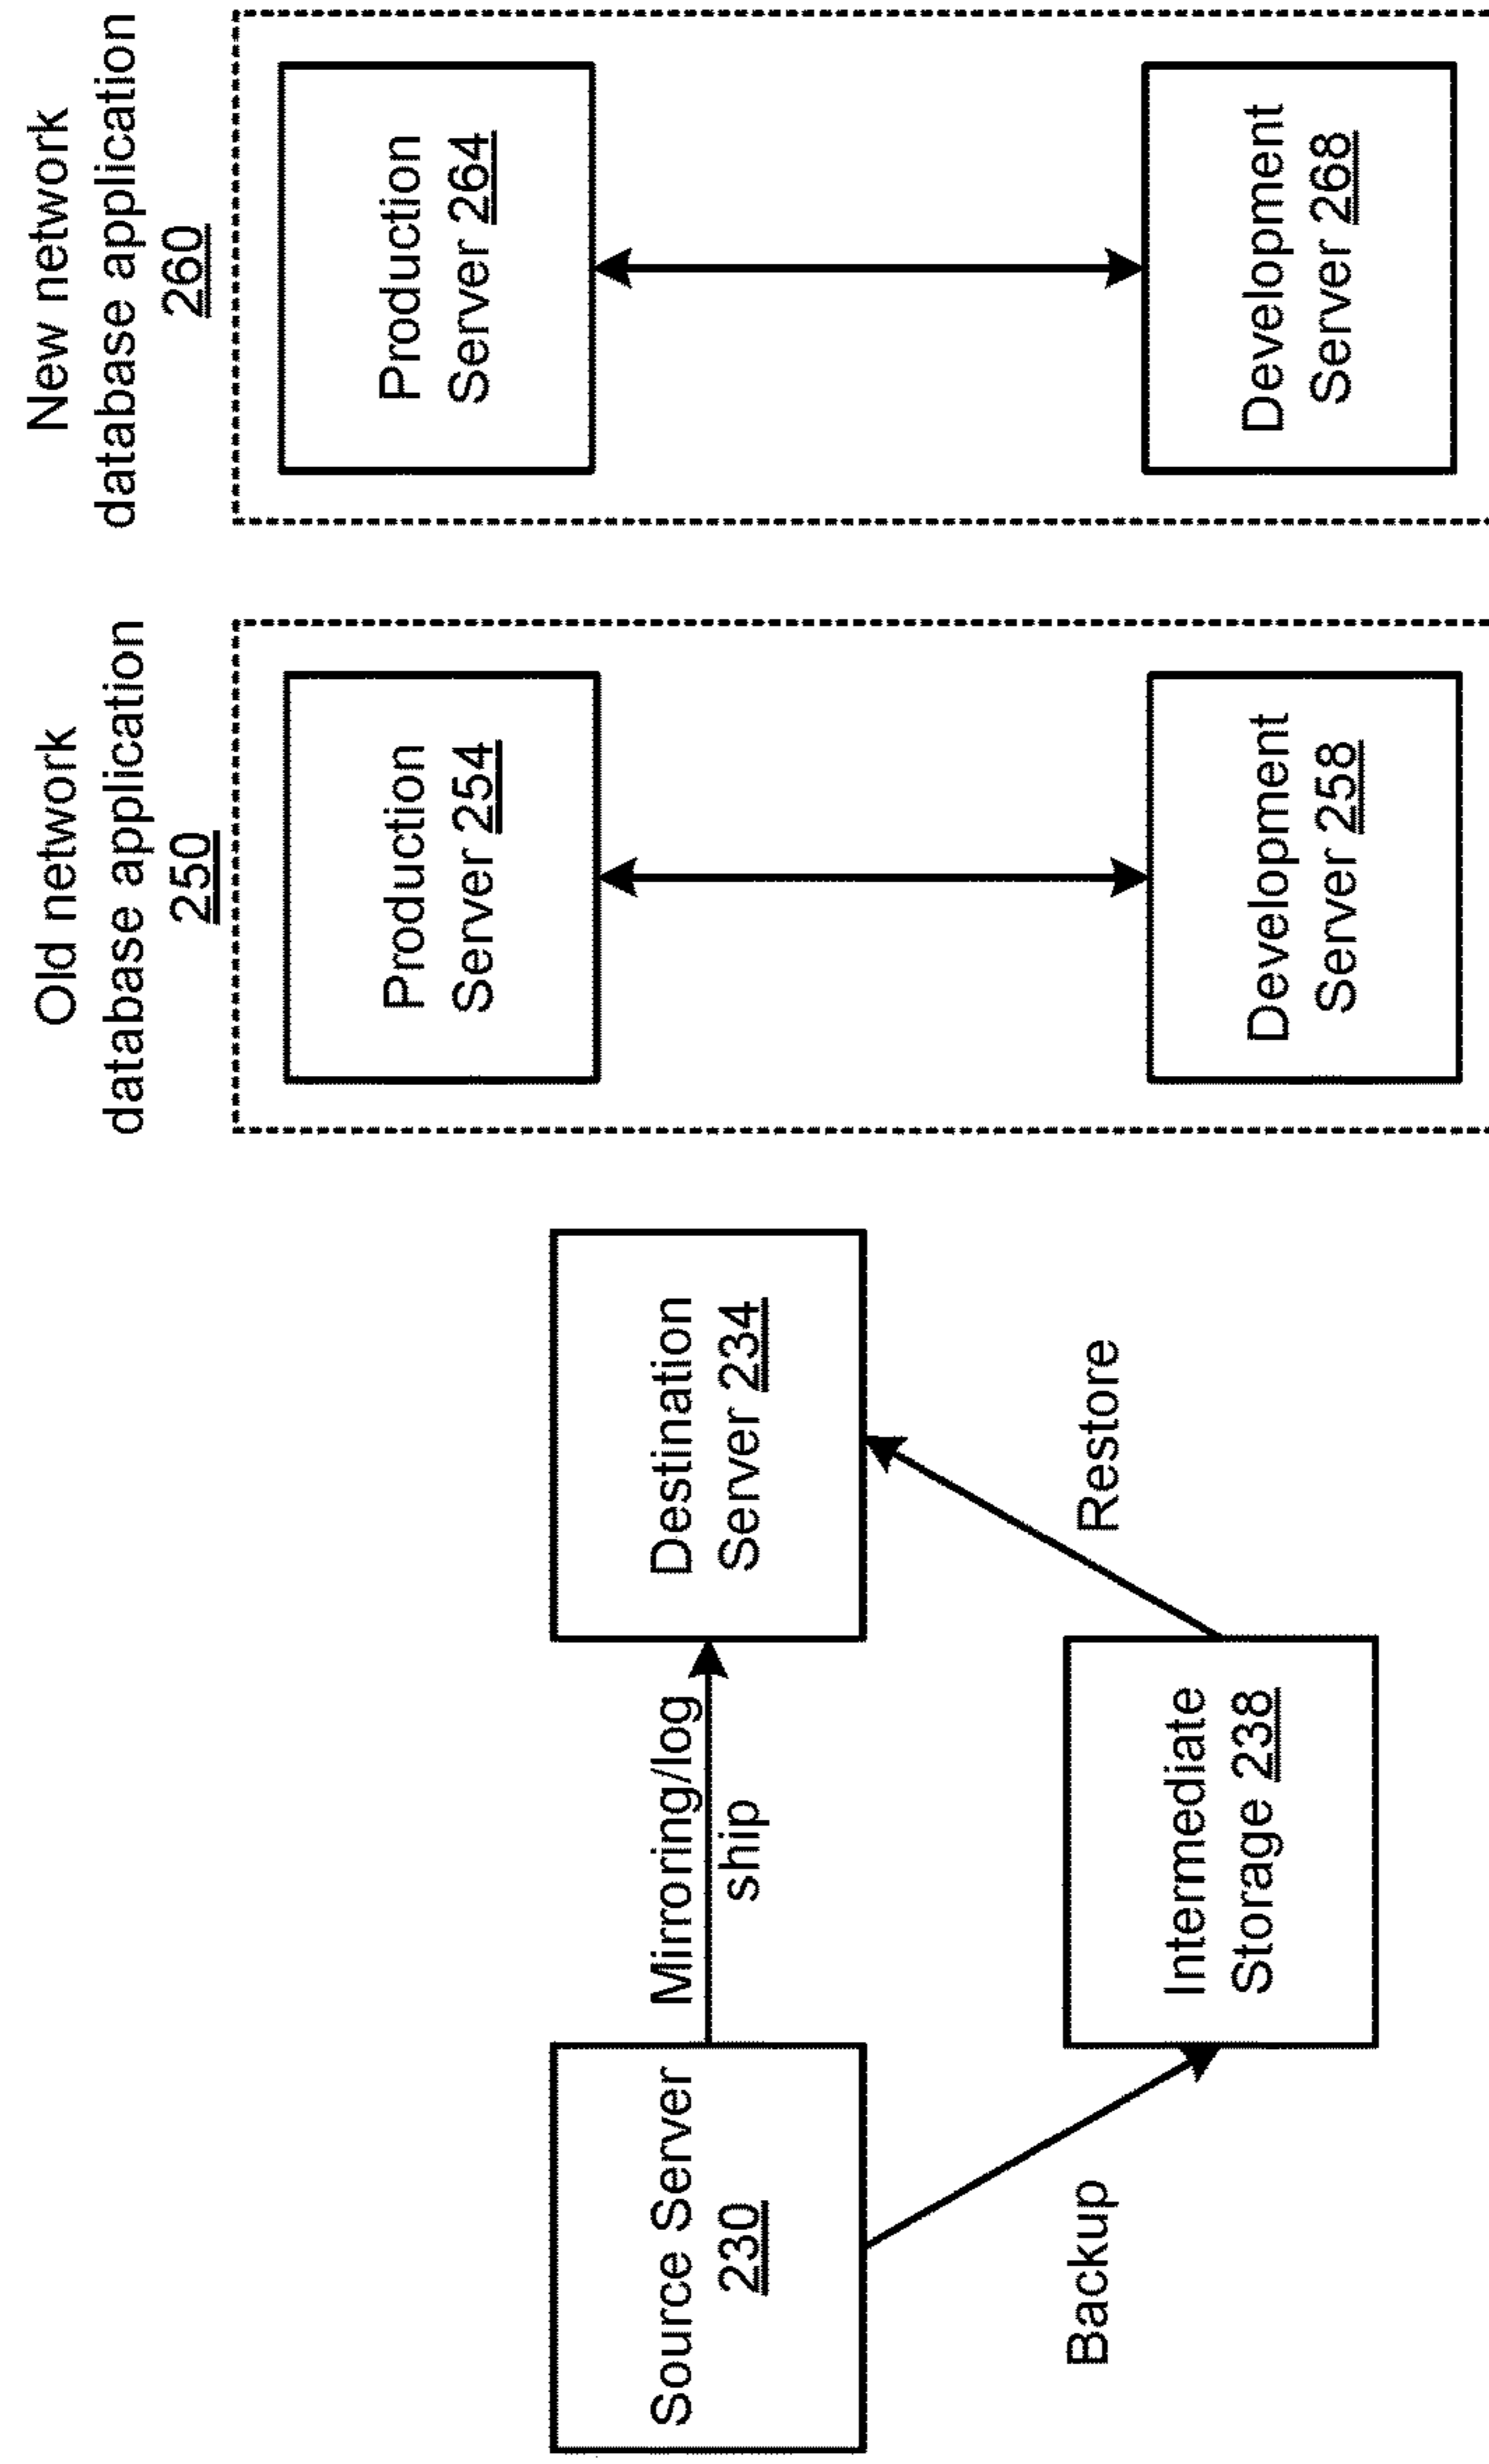 Source Server
230
Mirroring/log
ship
Destination
Server 234
Backup
Intermediate
Storage 238
Restore
Old network
database application
250
Production
Server 254
Development
Server 258
New network
database application
260
Production
Server 264
Development
Server 268